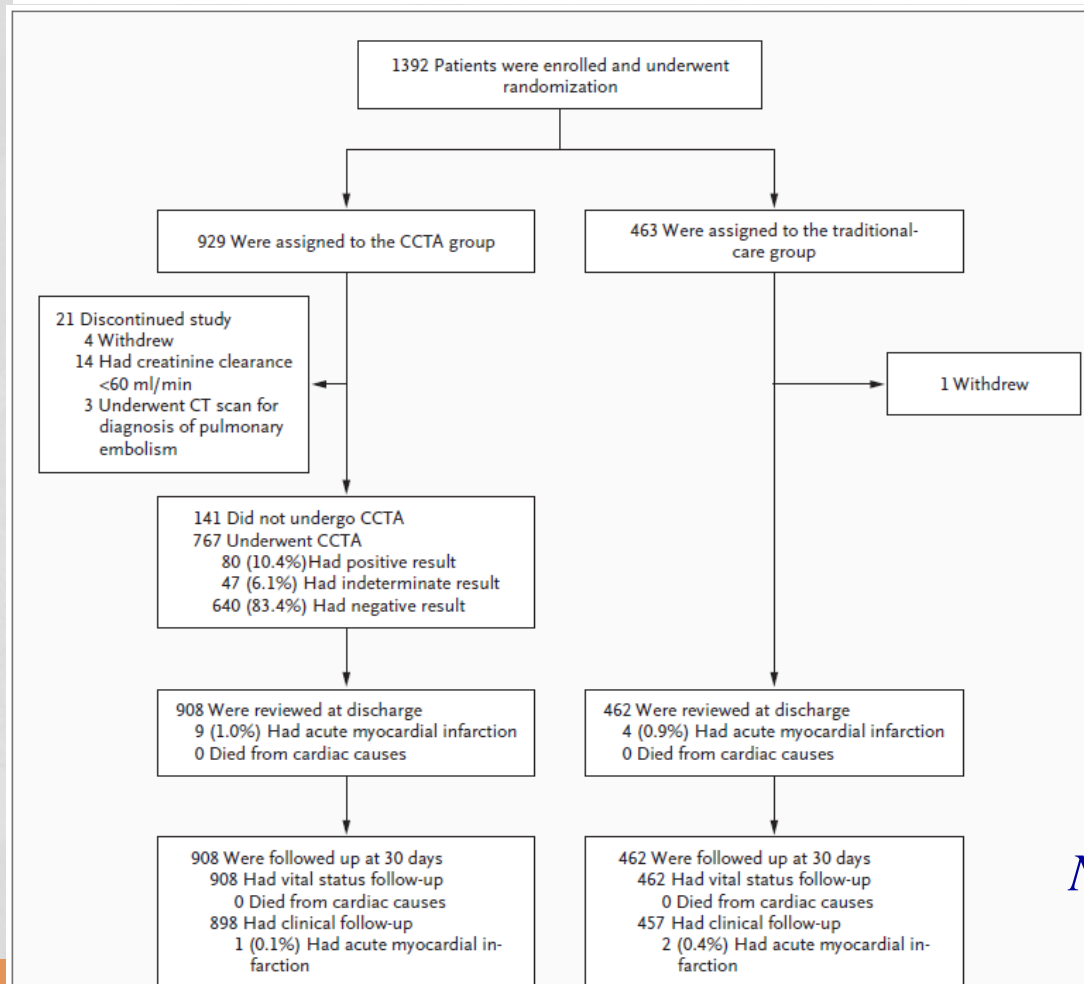 1392 Patients were enrolled and underwent
randomization
929 Were assigned to the CCTA group
463 Were assigned to the traditional-
care group
21 Discontinued study
4 Withdrew
14 Had creatinine clearance
<60 ml/min
3 Underwent CT scan for
diagnosis of pulmonary
embolism
1 Withdrew
141 Did not undergo CCTA
767 Underwent CCTA
80 (10.4%)Had positive result
47 (6.1%) Had indeterminate result
640 (83.4%) Had negative result
908 Were reviewed at discharge
9 (1.0%) Had acute myocardial infarction
0 Died from cardiac causes
462 Were reviewed at discharge
4 (0.9%) Had acute myocardial infarction
0 Died from cardiac causes
908 Were followed up at 30 days
908 Had vital status follow-up
0 Died from cardiac causes
898 Had clinical follow-up
1 (0.1%) Had acute myocardial in-
farction
462 Were followed up at 30 days
462 Had vital status follow-up
0 Died from cardiac causes
457 Had clinical follow-up
2 (0.4%) Had acute myocardial in-
farction